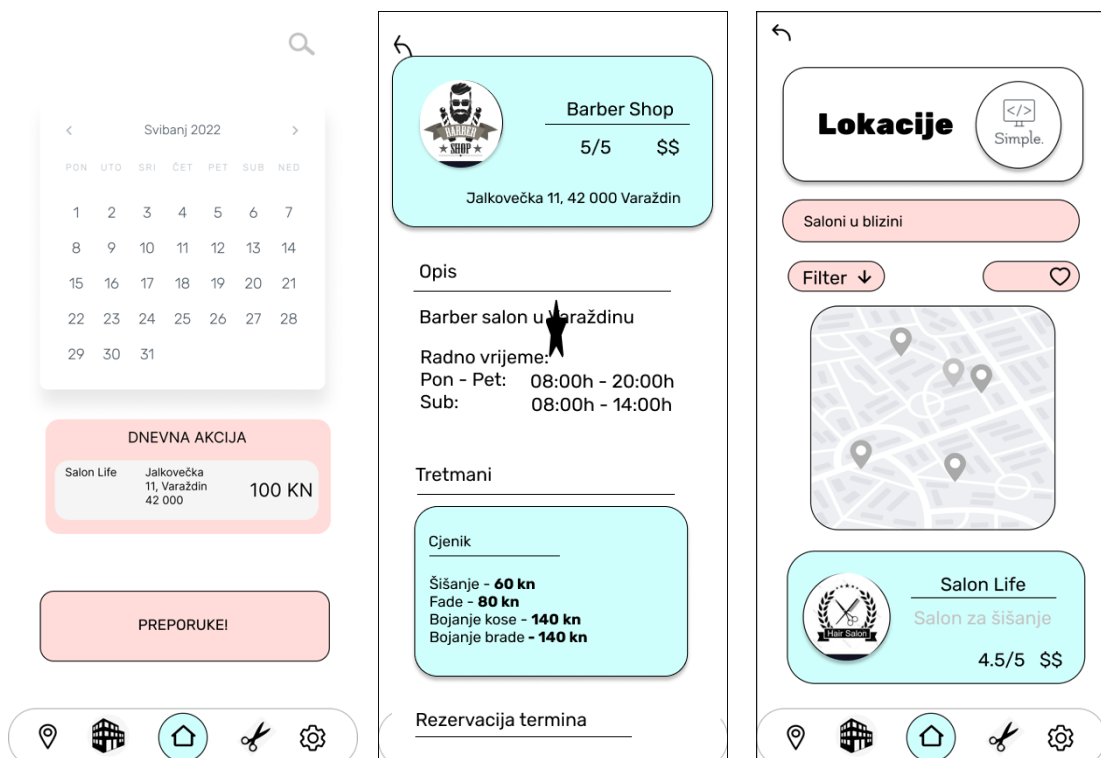 Svibanj 2022
PON UTO SRI ČET PET SUB NED
1 2 3 4 5 6 7
8 9 10 11 12 13 14
15 16 17 18 19 20 21
22 23 24 25 26 27 28
29 30 31
DNEVNA AKCIJA
Salon Life
Jalkovečka
11, Varaždin
42 000
100 KN
PREPORUKE!
BARBER
SHOP
Barber Shop
5/5 $$
Jalkovečka 11, 42 000 Varaždin
Opis
Barber salon u Varaždinu
Radno vrijeme:
Pon - Pet: 08:00h - 20:00h
Sub: 08:00h - 14:00h
Tretmani
Cjenik
Šišanje - 60 kn
Fade - 80 kn
Bojanje kose - 140 kn
Bojanje brade - 140 kn
Rezervacija termina
Lokacije
</>
Simple.
Saloni u blizini
Filter
Hair Salon
Salon Life
Salon za šišanje
4.5/5 $$